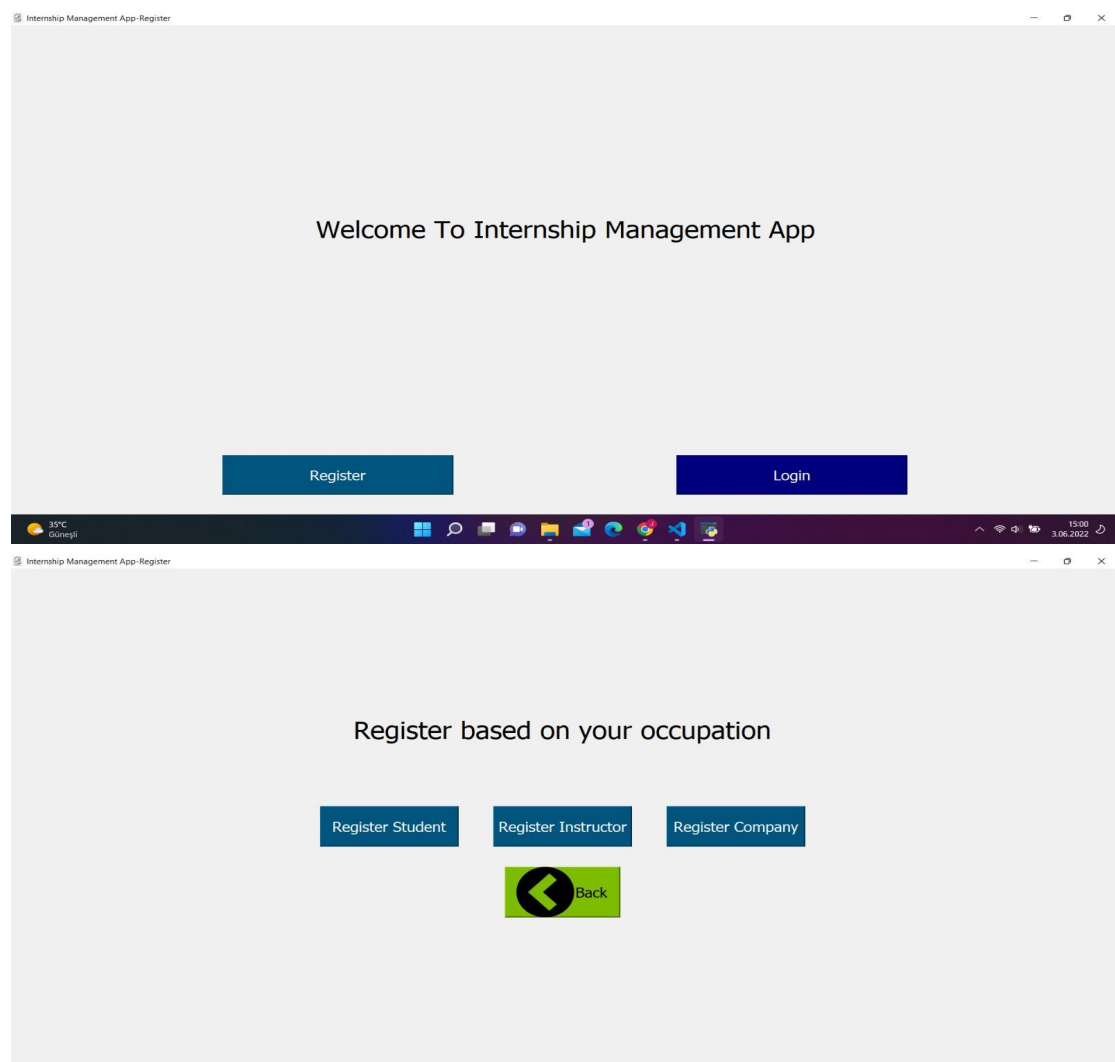 Internship Management App-Register
Welcome To Internship Management App
Register Login
35°C
Güneşli
1
15:00
3.06.2022
Internship Management App-Register
Register based on your occupation
Register Student Register Instructor Register Company
Back